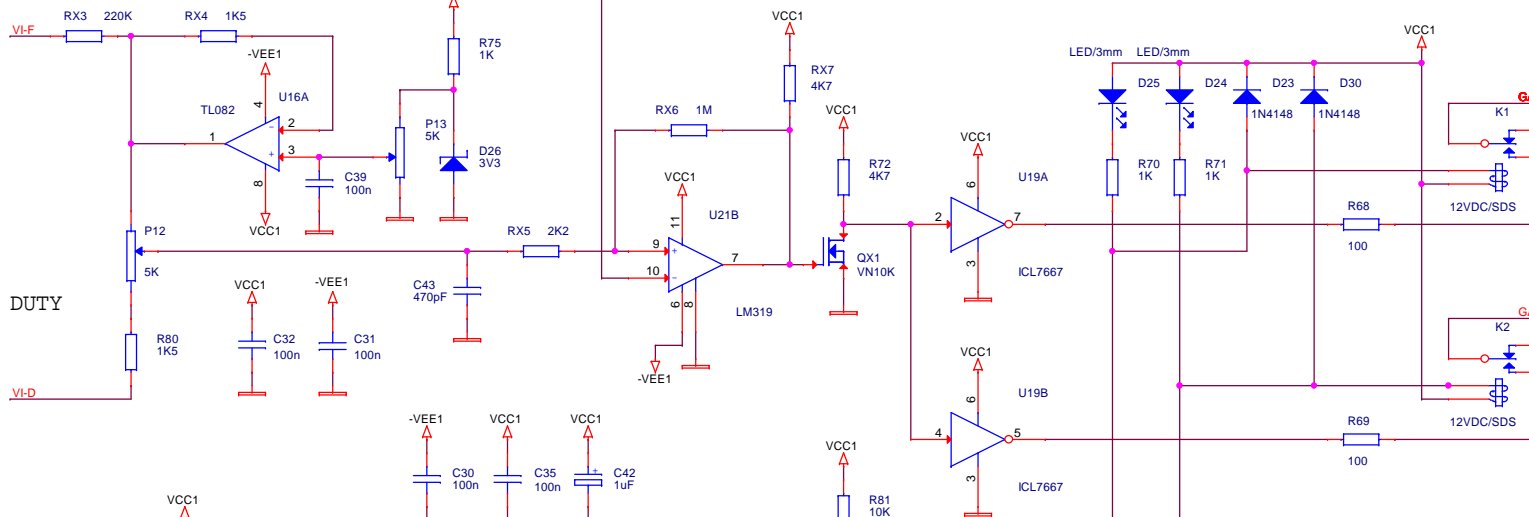 RX3 220K
RX4 1K5
VI-F
-VEE1
R75
1K
TL082
U16A
4
2
1
3
8
P13
5K
D26
3V3
C39
100n
VCC1
P12
5K
RX5 2K2
C43
470pF
DUTY
VCC1
-VEE1
C32
100n
C31
100n
R80
1K5
VI-D
VCC1
RX7
4K7
RX6 1M
VCC1
U21B
11
9
10
7
6
8
LM319
-VEE1
VCC1
R72
4K7
QX1
VN10K
VCC1
6
U19A
2
7
3
ICL7667
VCC1
6
U19B
4
5
3
ICL7667
LED/3mm LED/3mm
D25
D24
D23
D30
1N4148
1N4148
R70
1K
R71
1K
VCC1
K1
12VDC/SDS
R68
100
K2
12VDC/SDS
R69
100
-VEE1
VCC1
VCC1
C30
100n
C35
100n
C42
1uF
+
VCC1
VCC1
R81
10K